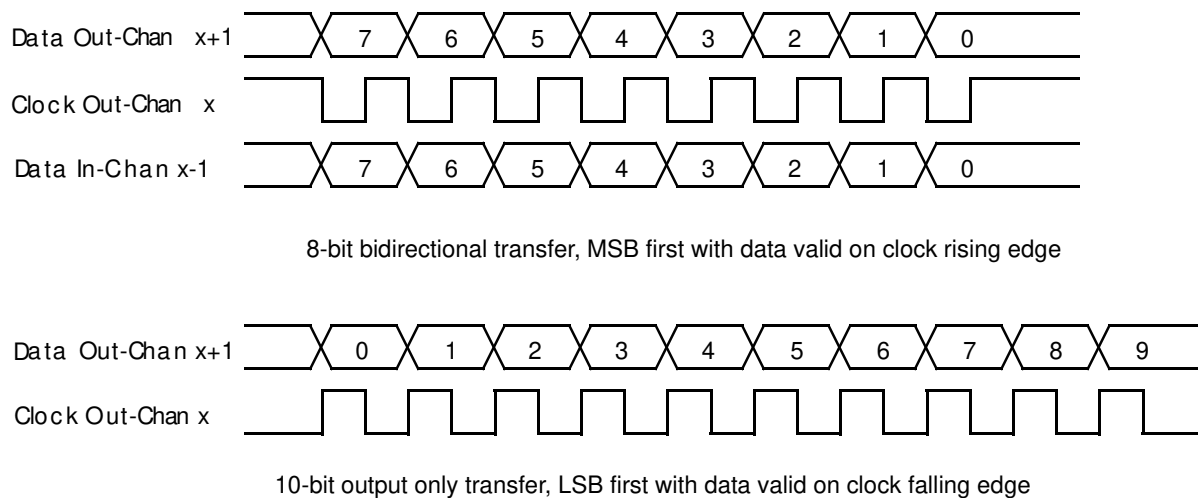 Data Out-Chan x+1 7 6 5 4 3 2 1 0
Clock Out-Chan x
Data In-Chan x-1 7 6 5 4 3 2 1 0
8-bit bidirectional transfer, MSB first with data valid on clock rising edge
Data Out-Chan x+1 0 1 2 3 4 5 6 7 8 9
Clock Out-Chan x
10-bit output only transfer, LSB first with data valid on clock falling edge